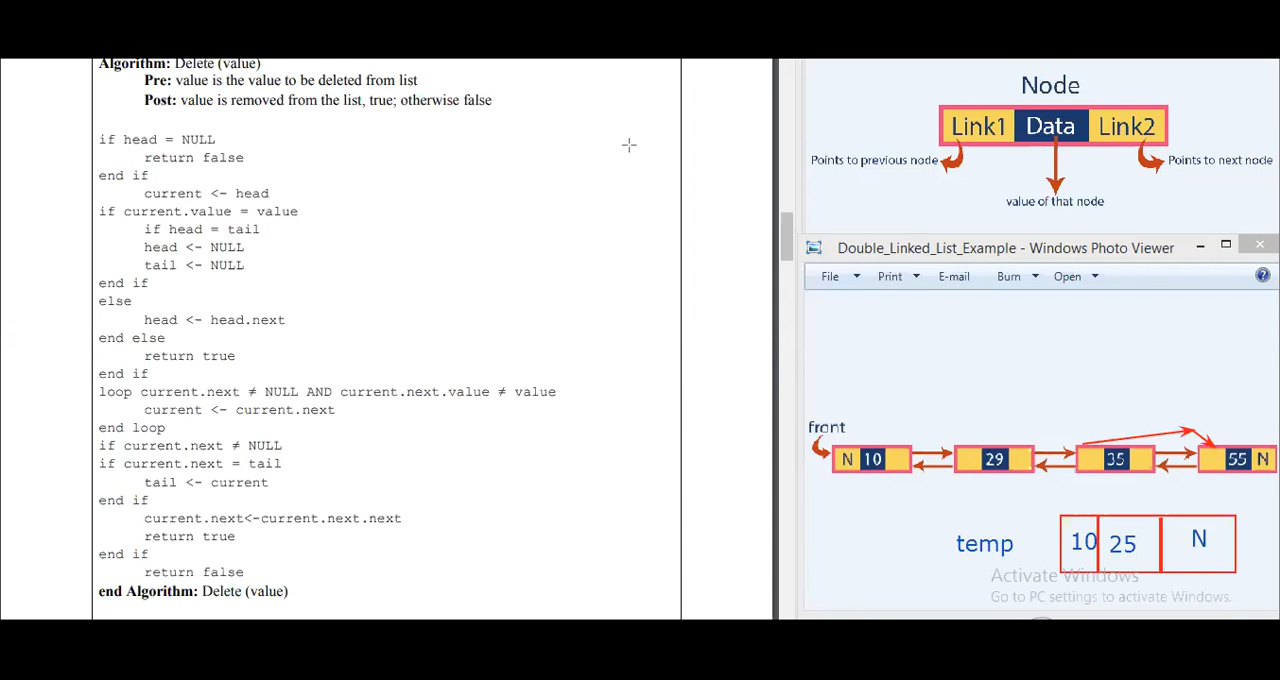 Algorithm: Delete (value)
Pre: value is the value to be deleted from list
Post: value is removed from the list, true; otherwise false
if head = NULL
return false
end if
current <- head
if current.value = value
if head = tail
head <- NULL
tail <- NULL
end if
else
head <- head.next
end else
return true
end if
loop current.next ≠ NULL AND current.next.value ≠ value
current <- current.next
end loop
if current.next ≠ NULL
if current.next = tail
tail <- current
end if
current.next<-current.next.next
return true
end if
return false
end Algorithm: Delete (value)
Node
Link1 Data Link2
Points to previous node
Points to next node
value of that node
Double_Linked_List_Example - Windows Photo Viewer
File Print E-mail Burn Open
front
N 10 29 35 55 N
temp 10 25 N
Activate Windows
Go to PC settings to activate Windows.